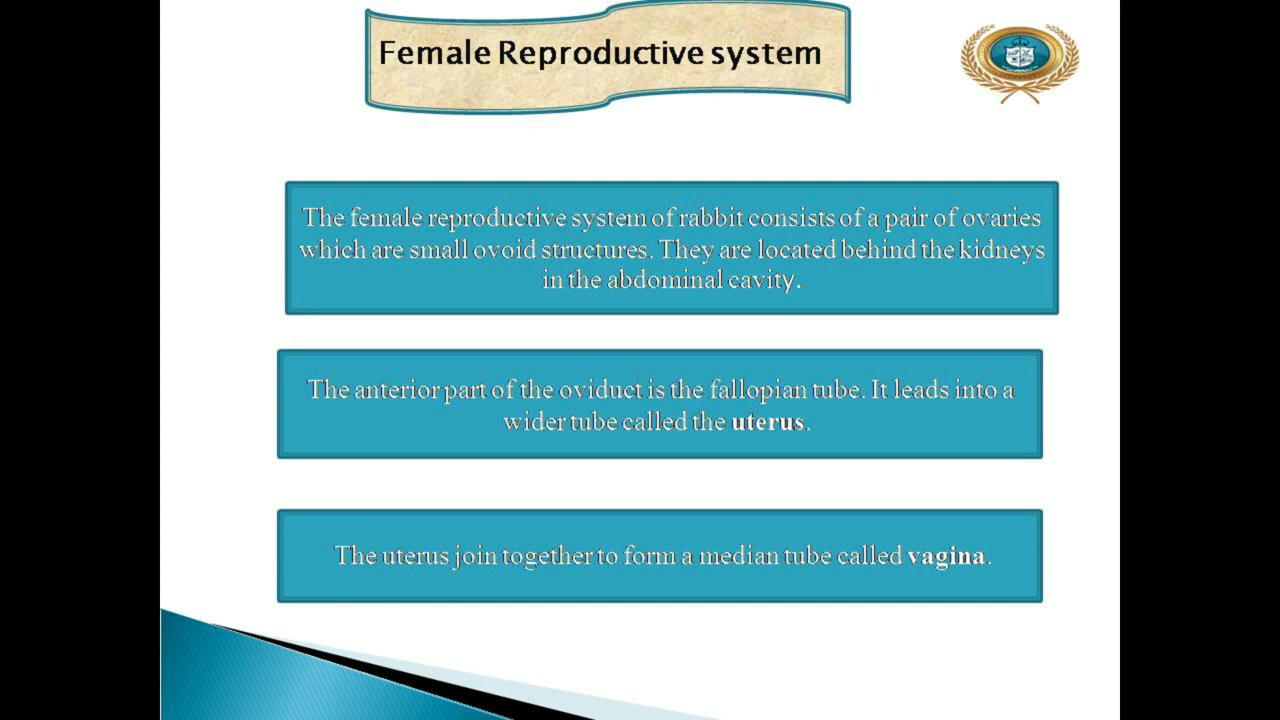 Female Reproductive system
The female reproductive system of rabbit consists of a pair of ovaries
which are small ovoid structures. They are located behind the kidneys
in the abdominal cavity.
The anterior part of the oviduct is the fallopian tube. It leads into a
wider tube called the uterus.
The uterus join together to form a median tube called vagina.